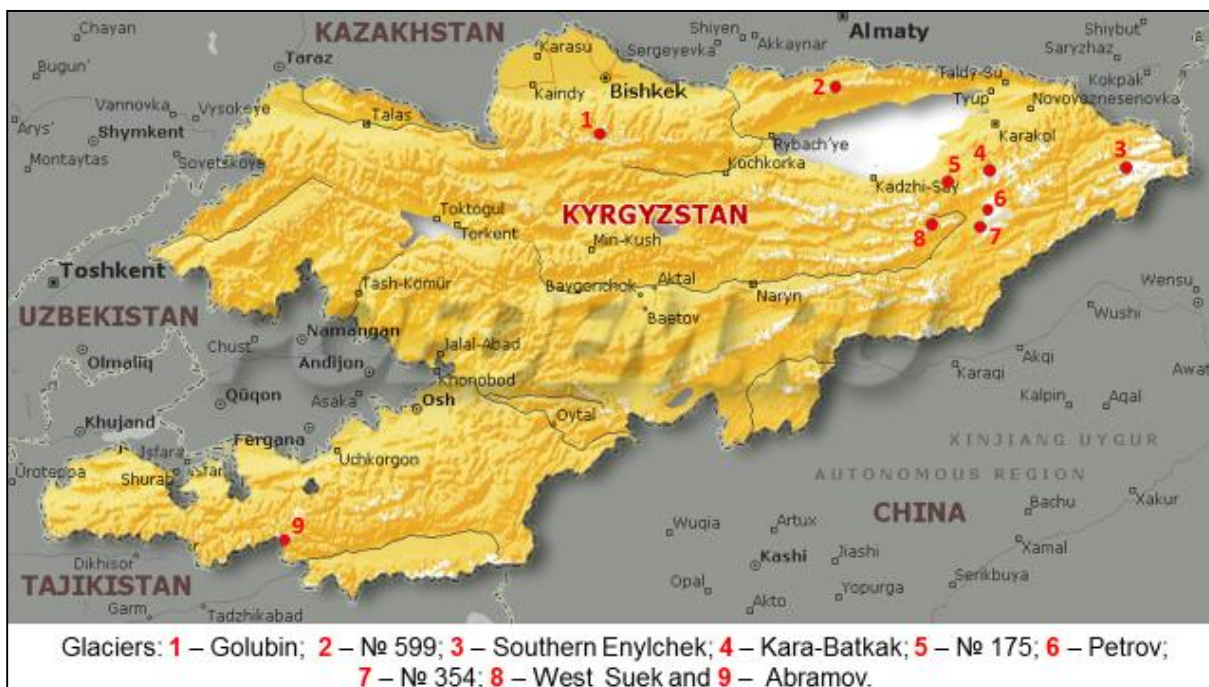 Chayan
KAZAKHSTAN
Shiyen
Akkaynar
Almaty
Shiybut
Karasu
Sergeyevka
Saryzhaz
Bugun'
Taraz
Kaindy
Bishkek
2
Taldy-Su
Kokpak
Vannovka
Vysokoye
Talas
1
Tyup
Novovoznesenovka
Arys'
Shymkent
Rybach'ye
Karakol
Montaytas
Sovetskoye
Kochkorka
Kadzhi-Say
5
4
3
Toktogul
Torkent
KYRGYZSTAN
6
Min-Kush
8
7
Toshkent
Tash-Kömür
Baygenchok
Aktal
Naryn
Wensu
UZBEKISTAN
Namangan
Baetov
Wushi
Chust
Olmaliq
Andijon
Jalal-Abad
Akqi
Khonobod
Karaqi
Awat
Qüqon
Asaka
Osh
Kalpin
Aqal
Khujand
Fergana
Oytal
XINJIANG UYGUR
Uchkorgon
AUTONOMOUS REGION
Shurab
CHINA
Bachu
Xakur
9
Wuqia
Artux
Xamal
Dikhisor
Kashi
Jiashi
TAJIKISTAN
Opal
Yopurga
Serikbuya
Garm
Tadzhikabad
Akto
Glaciers: 1 – Golubin; 2 – № 599; 3 – Southern Enylchek; 4 – Kara-Batkak; 5 – № 175; 6 – Petrov;
7 – № 354; 8 – West Suek and 9 – Abramov.